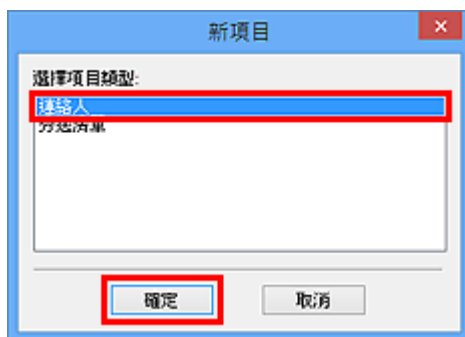 新項目
選擇項目類型:
連絡人
分送清單
確定
取消